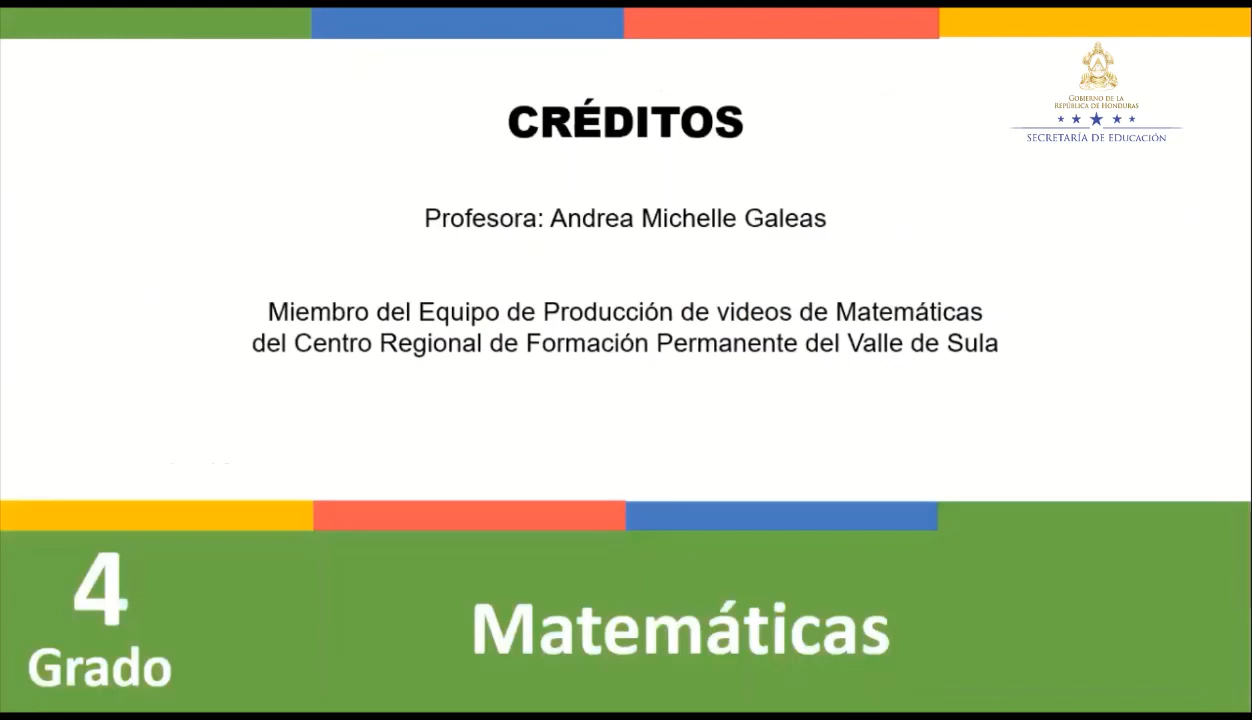 CRÉDITOS
GOBIERNO DE LA
REPÚBLICA DE HONDURAS
SECRETARÍA DE EDUCACIÓN
Profesora: Andrea Michelle Galeas
Miembro del Equipo de Producción de videos de Matemáticas
del Centro Regional de Formación Permanente del Valle de Sula
4
Grado
Matemáticas